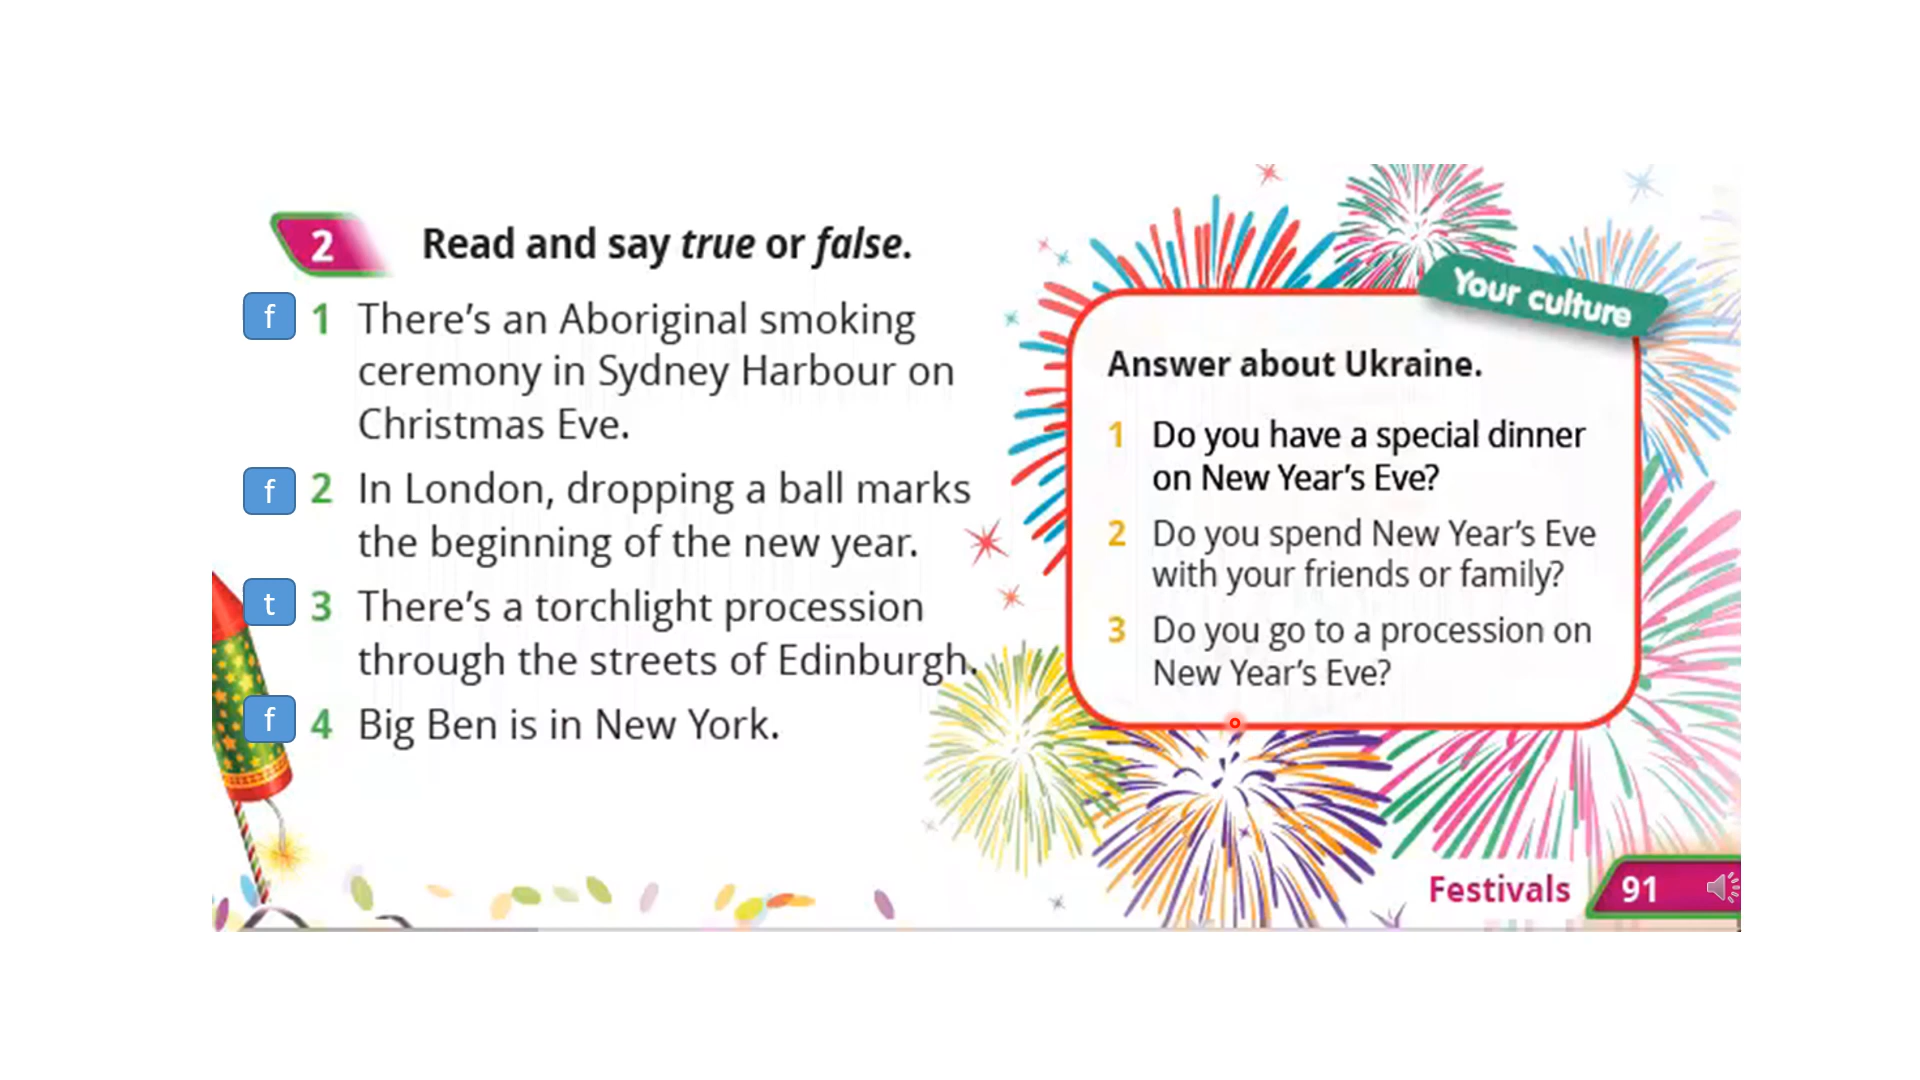 2 Read and say true or false.
f 1 There's an Aboriginal smoking
ceremony in Sydney Harbour on
Christmas Eve.
f 2 In London, dropping a ball marks
the beginning of the new year.
t 3 There's a torchlight procession
through the streets of Edinburgh.
f 4 Big Ben is in New York.
Your culture
Answer about Ukraine.
1 Do you have a special dinner
on New Year's Eve?
2 Do you spend New Year's Eve
with your friends or family?
3 Do you go to a procession on
New Year's Eve?
Festivals 91